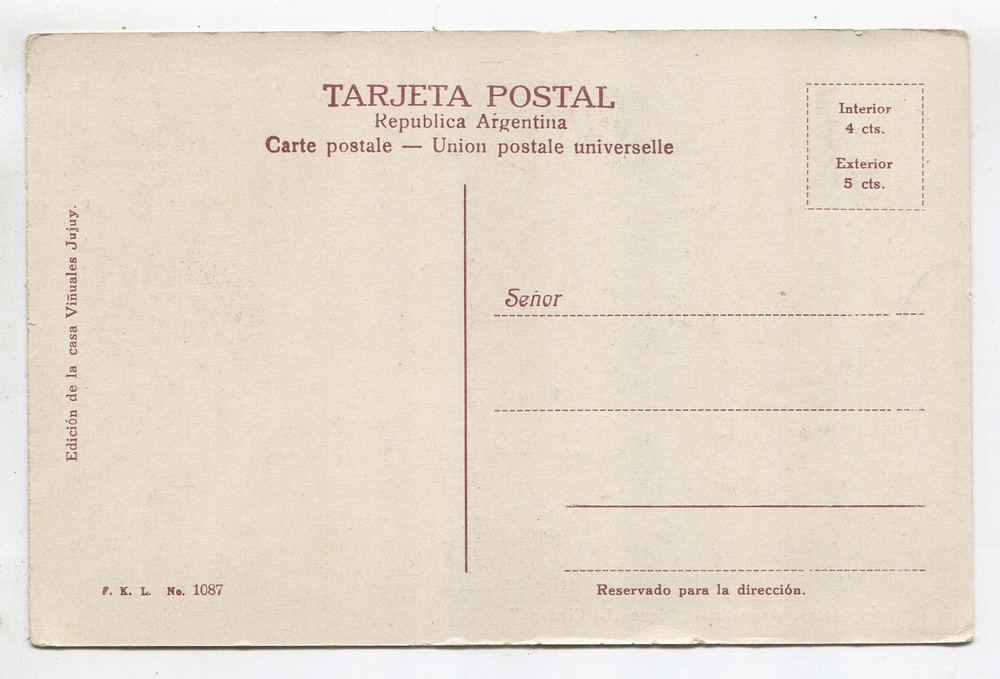 TARJETA POSTAL
Republica Argentina
Carte postale — Union postale universelle
Interior
4 cts.
Exterior
5 cts.
Edición de la casa Viñuales Jujuy.
Señor
F. K. L. No. 1087
Reservado para la dirección.